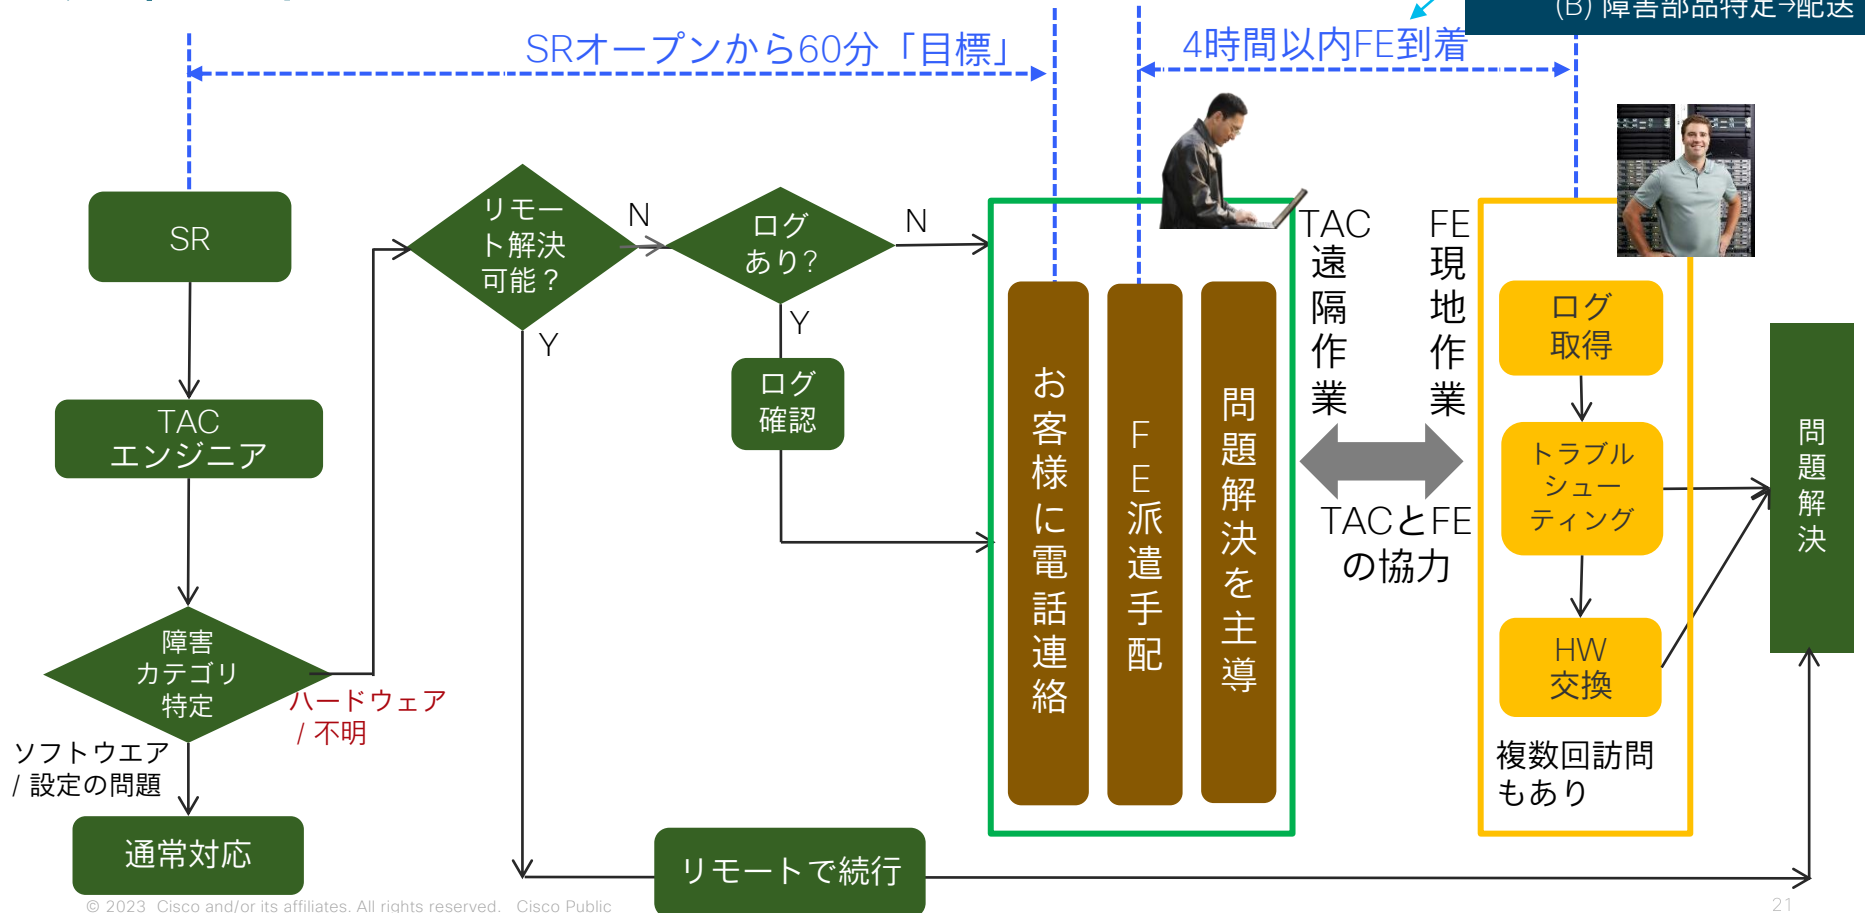 (B) 障害部品特定→配送
SRオープンから60分「目標」
4時間以内FE到着
SR
TAC
エンジニア
障害
カテゴリ
特定
ハードウェア
/ 不明
ソフトウエア
/ 設定の問題
通常対応
リモー
ト解決
可能？
N
Y
ログ
あり?
N
Y
ログ
確認
リモートで続行
お客様に電話連絡
FE派遣手配
問題解決を主導
TAC
遠隔作業
FE
現地作業
TACとFE
の協力
ログ
取得
トラブル
シュー
ティング
HW
交換
複数回訪問
もあり
問題解決
© 2023 Cisco and/or its affiliates. All rights reserved. Cisco Public
21